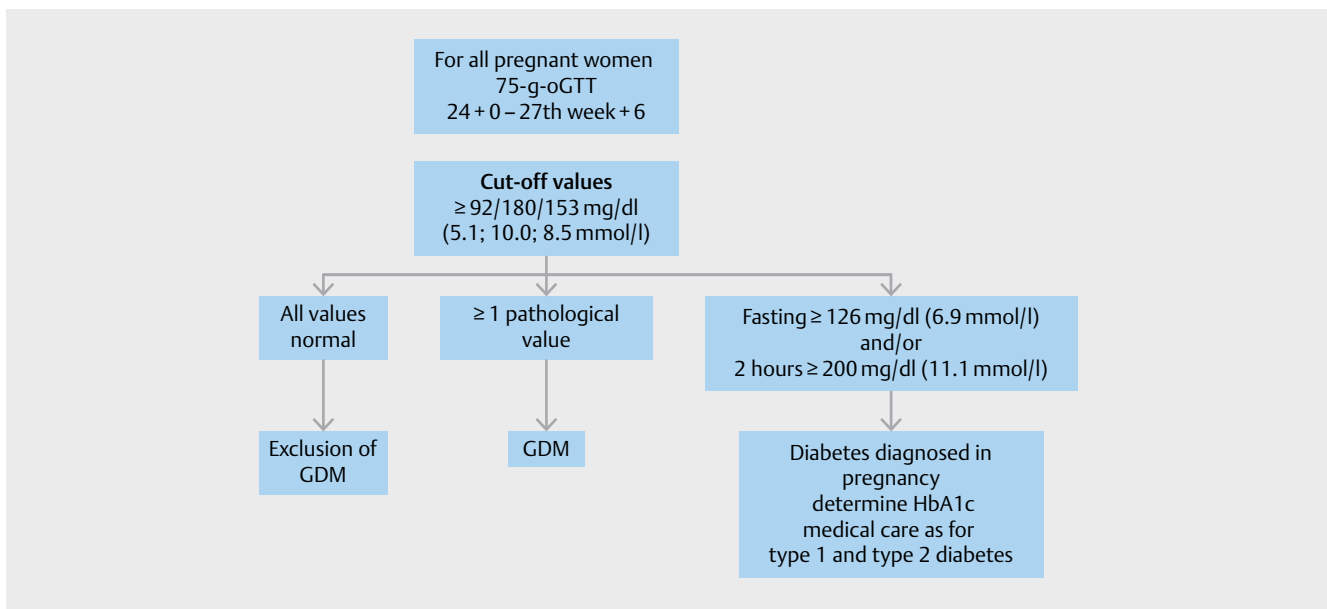 For all pregnant women
75-g-oGTT
24 + 0 – 27th week + 6
Cut-off values
≥ 92/180/153 mg/dl
(5.1; 10.0; 8.5 mmol/l)
All values
normal
≥ 1 pathological
value
Fasting ≥ 126 mg/dl (6.9 mmol/l)
and/or
2 hours ≥ 200 mg/dl (11.1 mmol/l)
Exclusion of
GDM
GDM
Diabetes diagnosed in
pregnancy
determine HbA1c
medical care as for
type 1 and type 2 diabetes